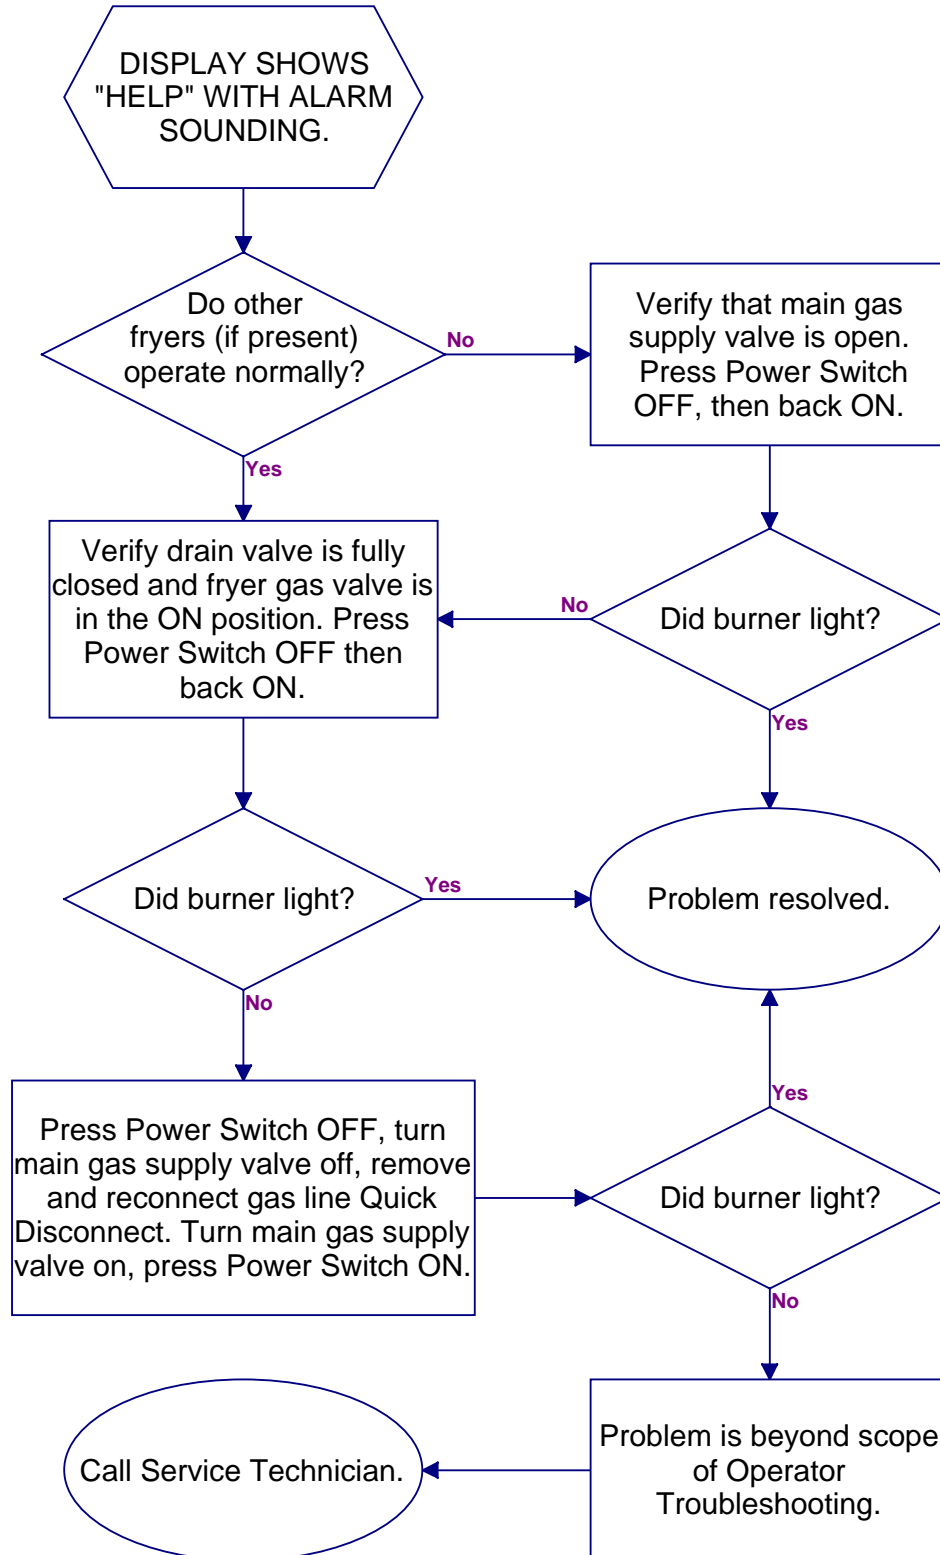 DISPLAY SHOWS
"HELP" WITH ALARM
SOUNDING.
Do other
fryers (if present)
operate normally?
No
Verify that main gas
supply valve is open.
Press Power Switch
OFF, then back ON.
Yes
Verify drain valve is fully
closed and fryer gas valve is
in the ON position. Press
Power Switch OFF then
back ON.
No
Did burner light?
Yes
Did burner light?
Yes
Problem resolved.
No
Press Power Switch OFF, turn
main gas supply valve off, remove
and reconnect gas line Quick
Disconnect. Turn main gas supply
valve on, press Power Switch ON.
Yes
Did burner light?
No
Problem is beyond scope
of Operator
Troubleshooting.
Call Service Technician.